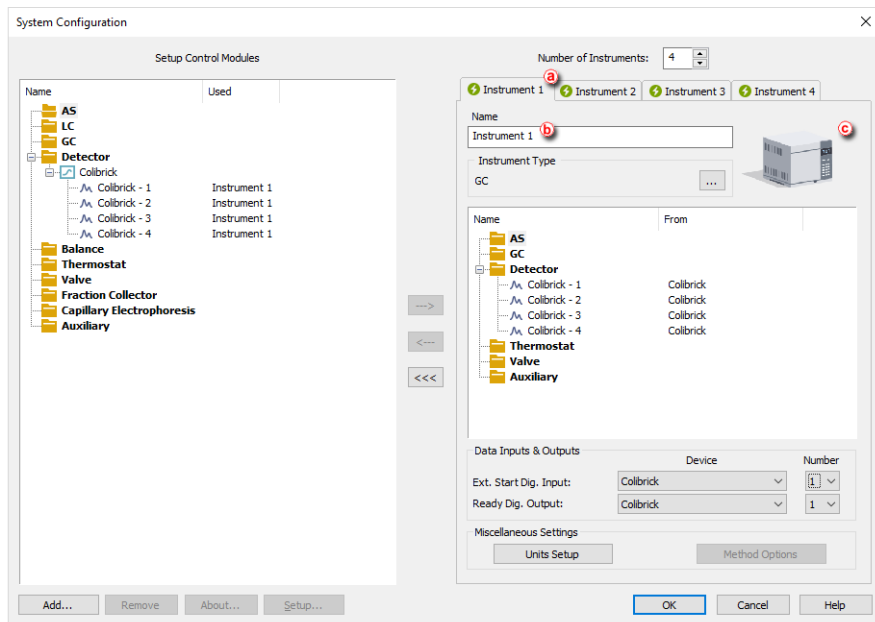 System Configuration
Setup Control Modules
Name Used
AS
LC
GC
Detector
Colibrick
Colibrick - 1 Instrument 1
Colibrick - 2 Instrument 1
Colibrick - 3 Instrument 1
Colibrick - 4 Instrument 1
Balance
Thermostat
Valve
Fraction Collector
Capillary Electrophoresis
Auxiliary
--->
<---
<<<
Number of Instruments: 4
a
Instrument 1 Instrument 2 Instrument 3 Instrument 4
Name
Instrument 1 b
c
Instrument Type
GC ...
Name From
AS
GC
Detector
Colibrick - 1 Colibrick
Colibrick - 2 Colibrick
Colibrick - 3 Colibrick
Colibrick - 4 Colibrick
Thermostat
Valve
Auxiliary
Data Inputs & Outputs
Device Number
Ext. Start Dig. Input: Colibrick 1
Ready Dig. Output: Colibrick 1
Miscellaneous Settings
Units Setup Method Options
Add... Remove About... Setup... OK Cancel Help